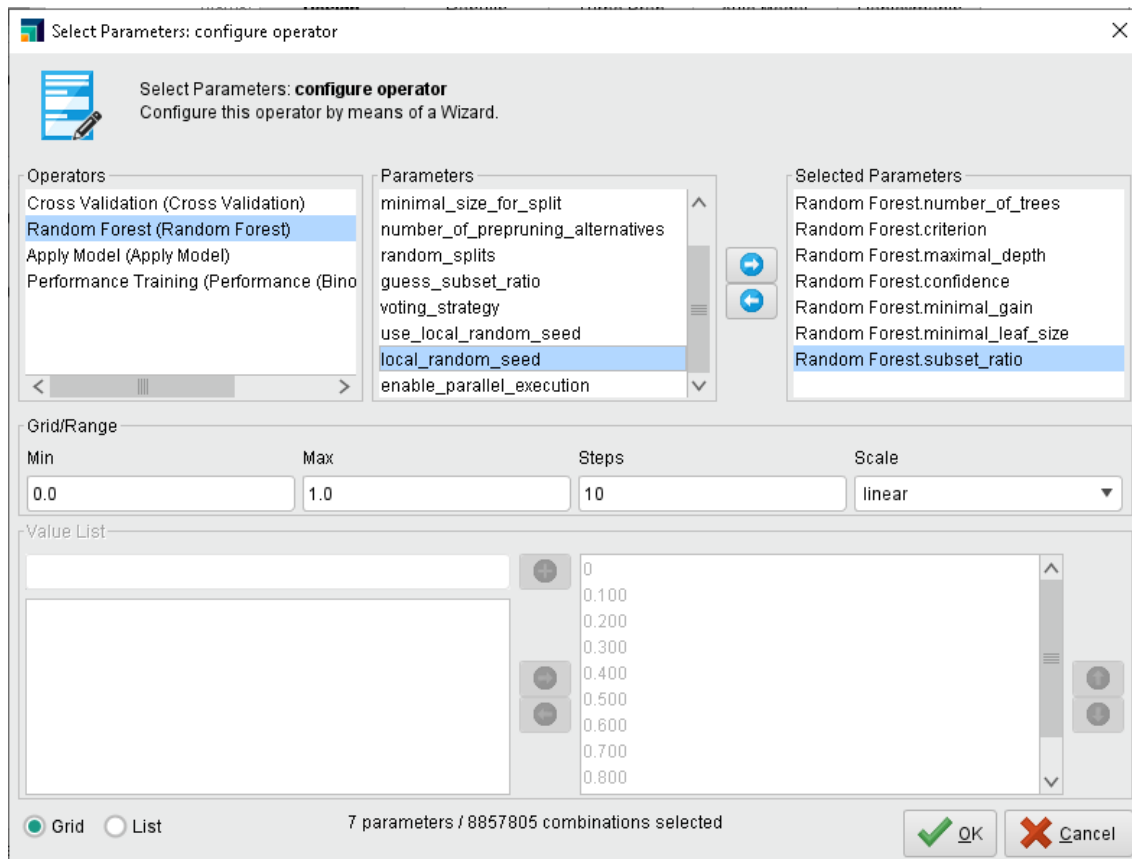 Select Parameters: configure operator
Select Parameters: configure operator
Configure this operator by means of a Wizard.
Operators
Cross Validation (Cross Validation)
Random Forest (Random Forest)
Apply Model (Apply Model)
Performance Training (Performance (Bino
Parameters
minimal_size_for_split
number_of_prepruning_alternatives
random_splits
guess_subset_ratio
voting_strategy
use_local_random_seed
local_random_seed
enable_parallel_execution
Selected Parameters
Random Forest.number_of_trees
Random Forest.criterion
Random Forest.maximal_depth
Random Forest.confidence
Random Forest.minimal_gain
Random Forest.minimal_leaf_size
Random Forest.subset_ratio
Grid/Range
Min Max Steps Scale
0.0 1.0 10 linear
Value List
0
0.100
0.200
0.300
0.400
0.500
0.600
0.700
0.800
Grid List 7 parameters / 8857805 combinations selected OK Cancel